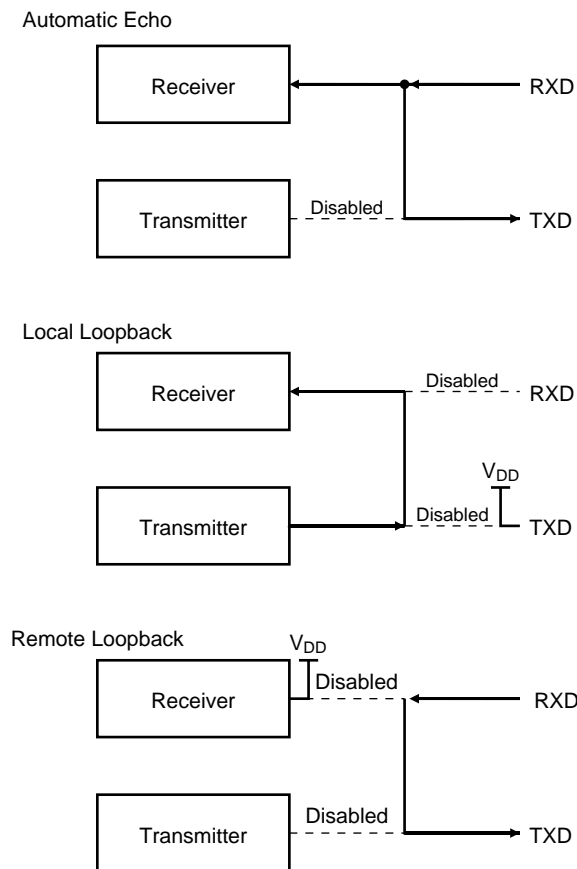 Automatic Echo
Receiver
RXD
Transmitter
Disabled
TXD
Local Loopback
Receiver
Disabled
RXD
VDD
Transmitter
Disabled
TXD
Remote Loopback
VDD
Receiver
Disabled
RXD
Transmitter
Disabled
TXD